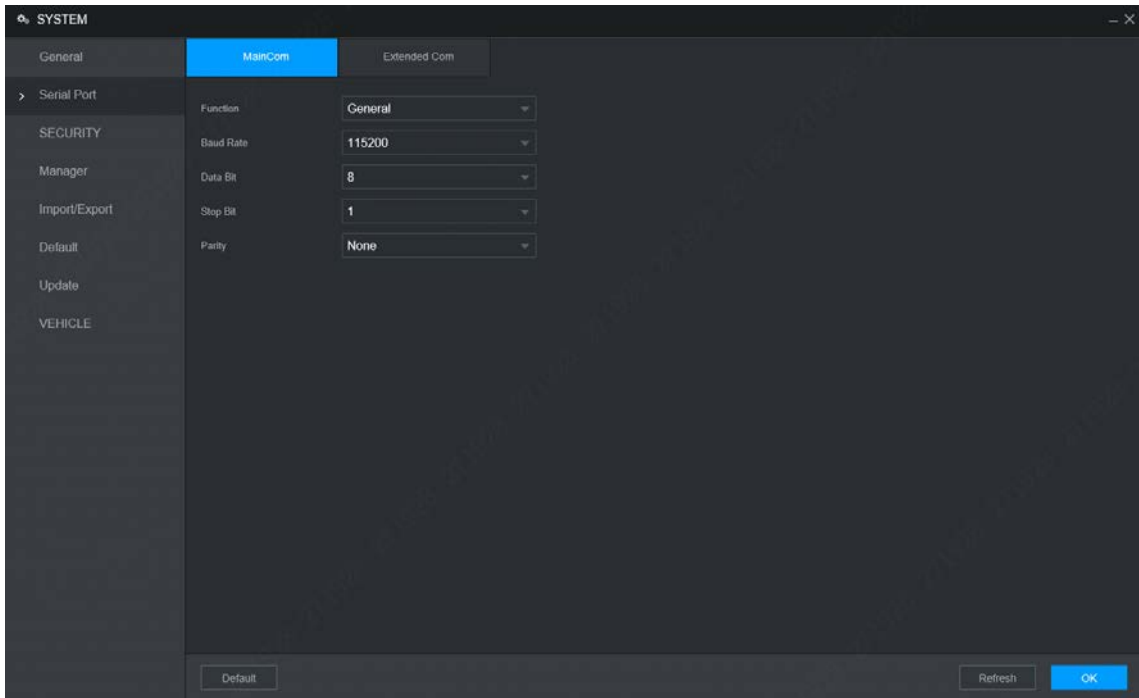 SYSTEM
General
Serial Port
SECURITY
Manager
Import/Export
Default
Update
VEHICLE
MainCom Extended Com
Function General
Baud Rate 115200
Data Bit 8
Stop Bit 1
Parity None
Default Refresh OK